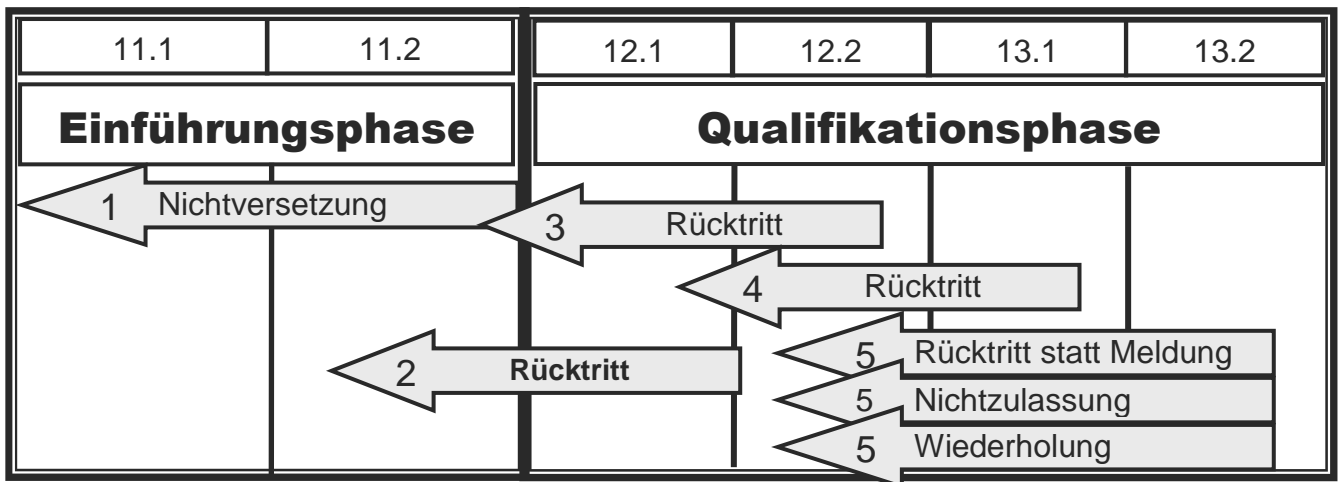 11.1 11.2 12.1 12.2 13.1 13.2
Einführungsphase Qualifikationsphase
1 Nichtversetzung
3 Rücktritt
4 Rücktritt
5 Rücktritt statt Meldung
2 Rücktritt
5 Nichtzulassung
5 Wiederholung